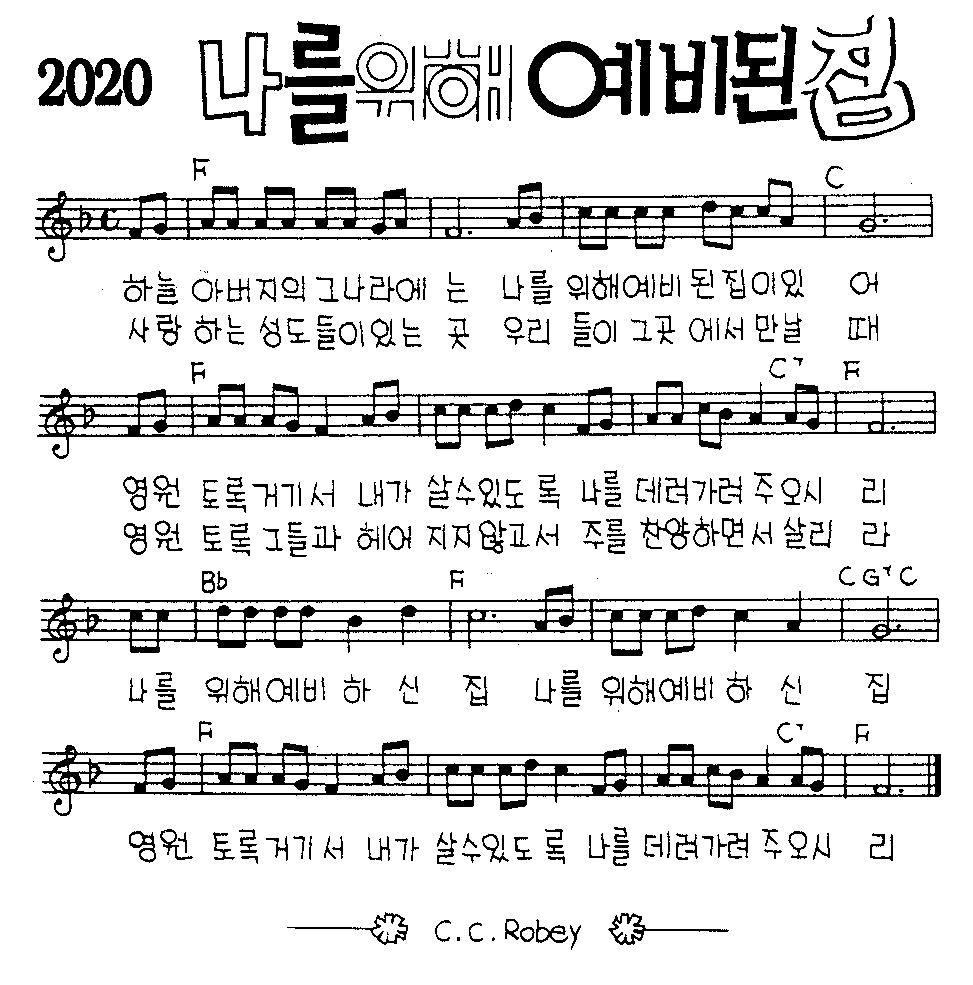 2020 나를위해 예비된 집
F C
하늘 아버지의 그나라에 는 나를 위해예비 된 집이있 어
사랑 하는 성도들이있는 곳 우리 들이 그곳 에서 만날 때
F C7 F
영원 토록거기서 내가 살수있도 록 나를 데려가려 주오시 리
영원 토록 그들과 헤어 지지않고서 주를 찬양하면서 살리 라
Bb F C G7 C
나를 위해예비 하 신 집 나를 위해예비 하 신 집
F C7 F
영원 토록거기서 내가 살수있도 록 나를 데려가려 주오시 리
C.C.Robey